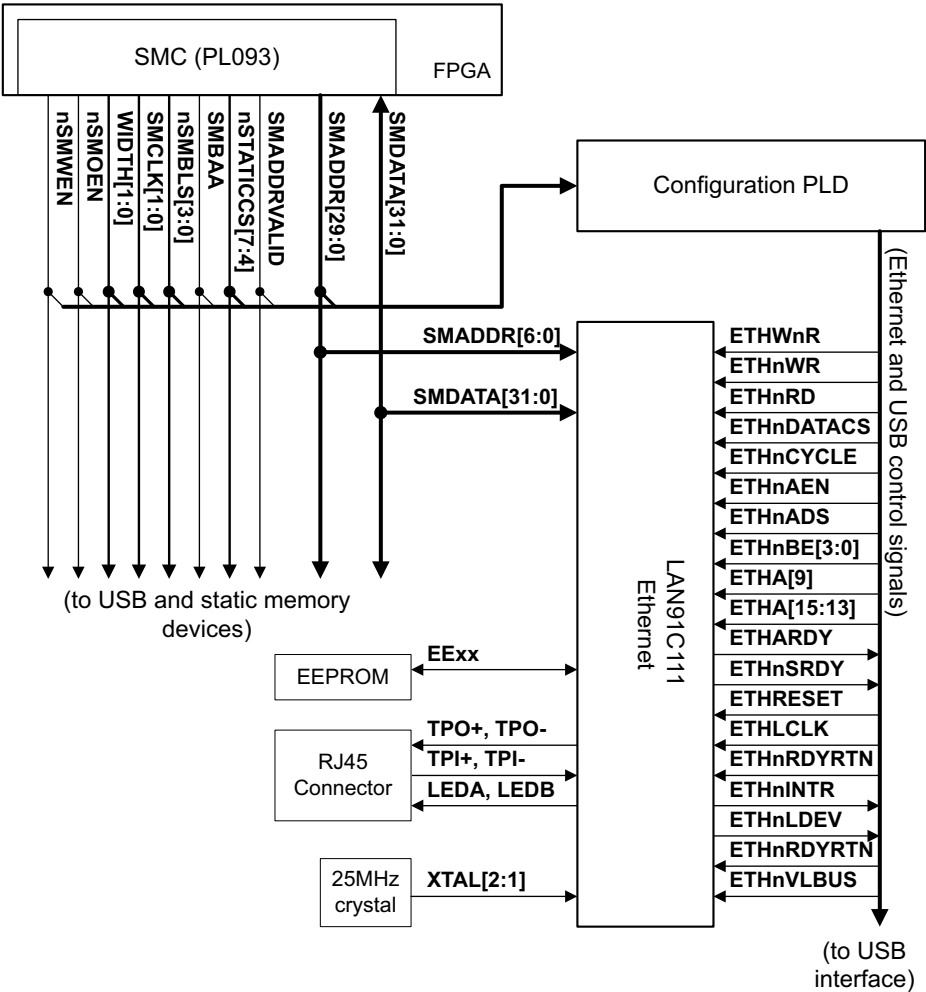 SMC (PL093)
FPGA
nSMWEN
nSMOEN
WIDTH[1:0]
SMCLK[1:0]
nSMBLS[3:0]
SMBAA
nSTATICCS[7:4]
SMADDRVALID
SMADDR[29:0]
SMDATA[31:0]
Configuration PLD
(Ethernet and USB control signals)
SMADDR[6:0]
SMDATA[31:0]
LAN91C111
Ethernet
ETHWnR
ETHnWR
ETHnRD
ETHnDATACS
ETHnCYCLE
ETHnAEN
ETHnADS
ETHnBE[3:0]
ETHA[9]
ETHA[15:13]
ETHARDY
ETHnSRDY
ETHRESET
ETHLCLK
ETHnRDYRTN
ETHnINTR
ETHnLDEV
ETHnRDYRTN
ETHnVLBUS
(to USB and static memory
devices)
EEPROM
EExx
RJ45
Connector
TPO+, TPO-
TPI+, TPI-
LEDA, LEDB
25MHz
crystal
XTAL[2:1]
(to USB
interface)